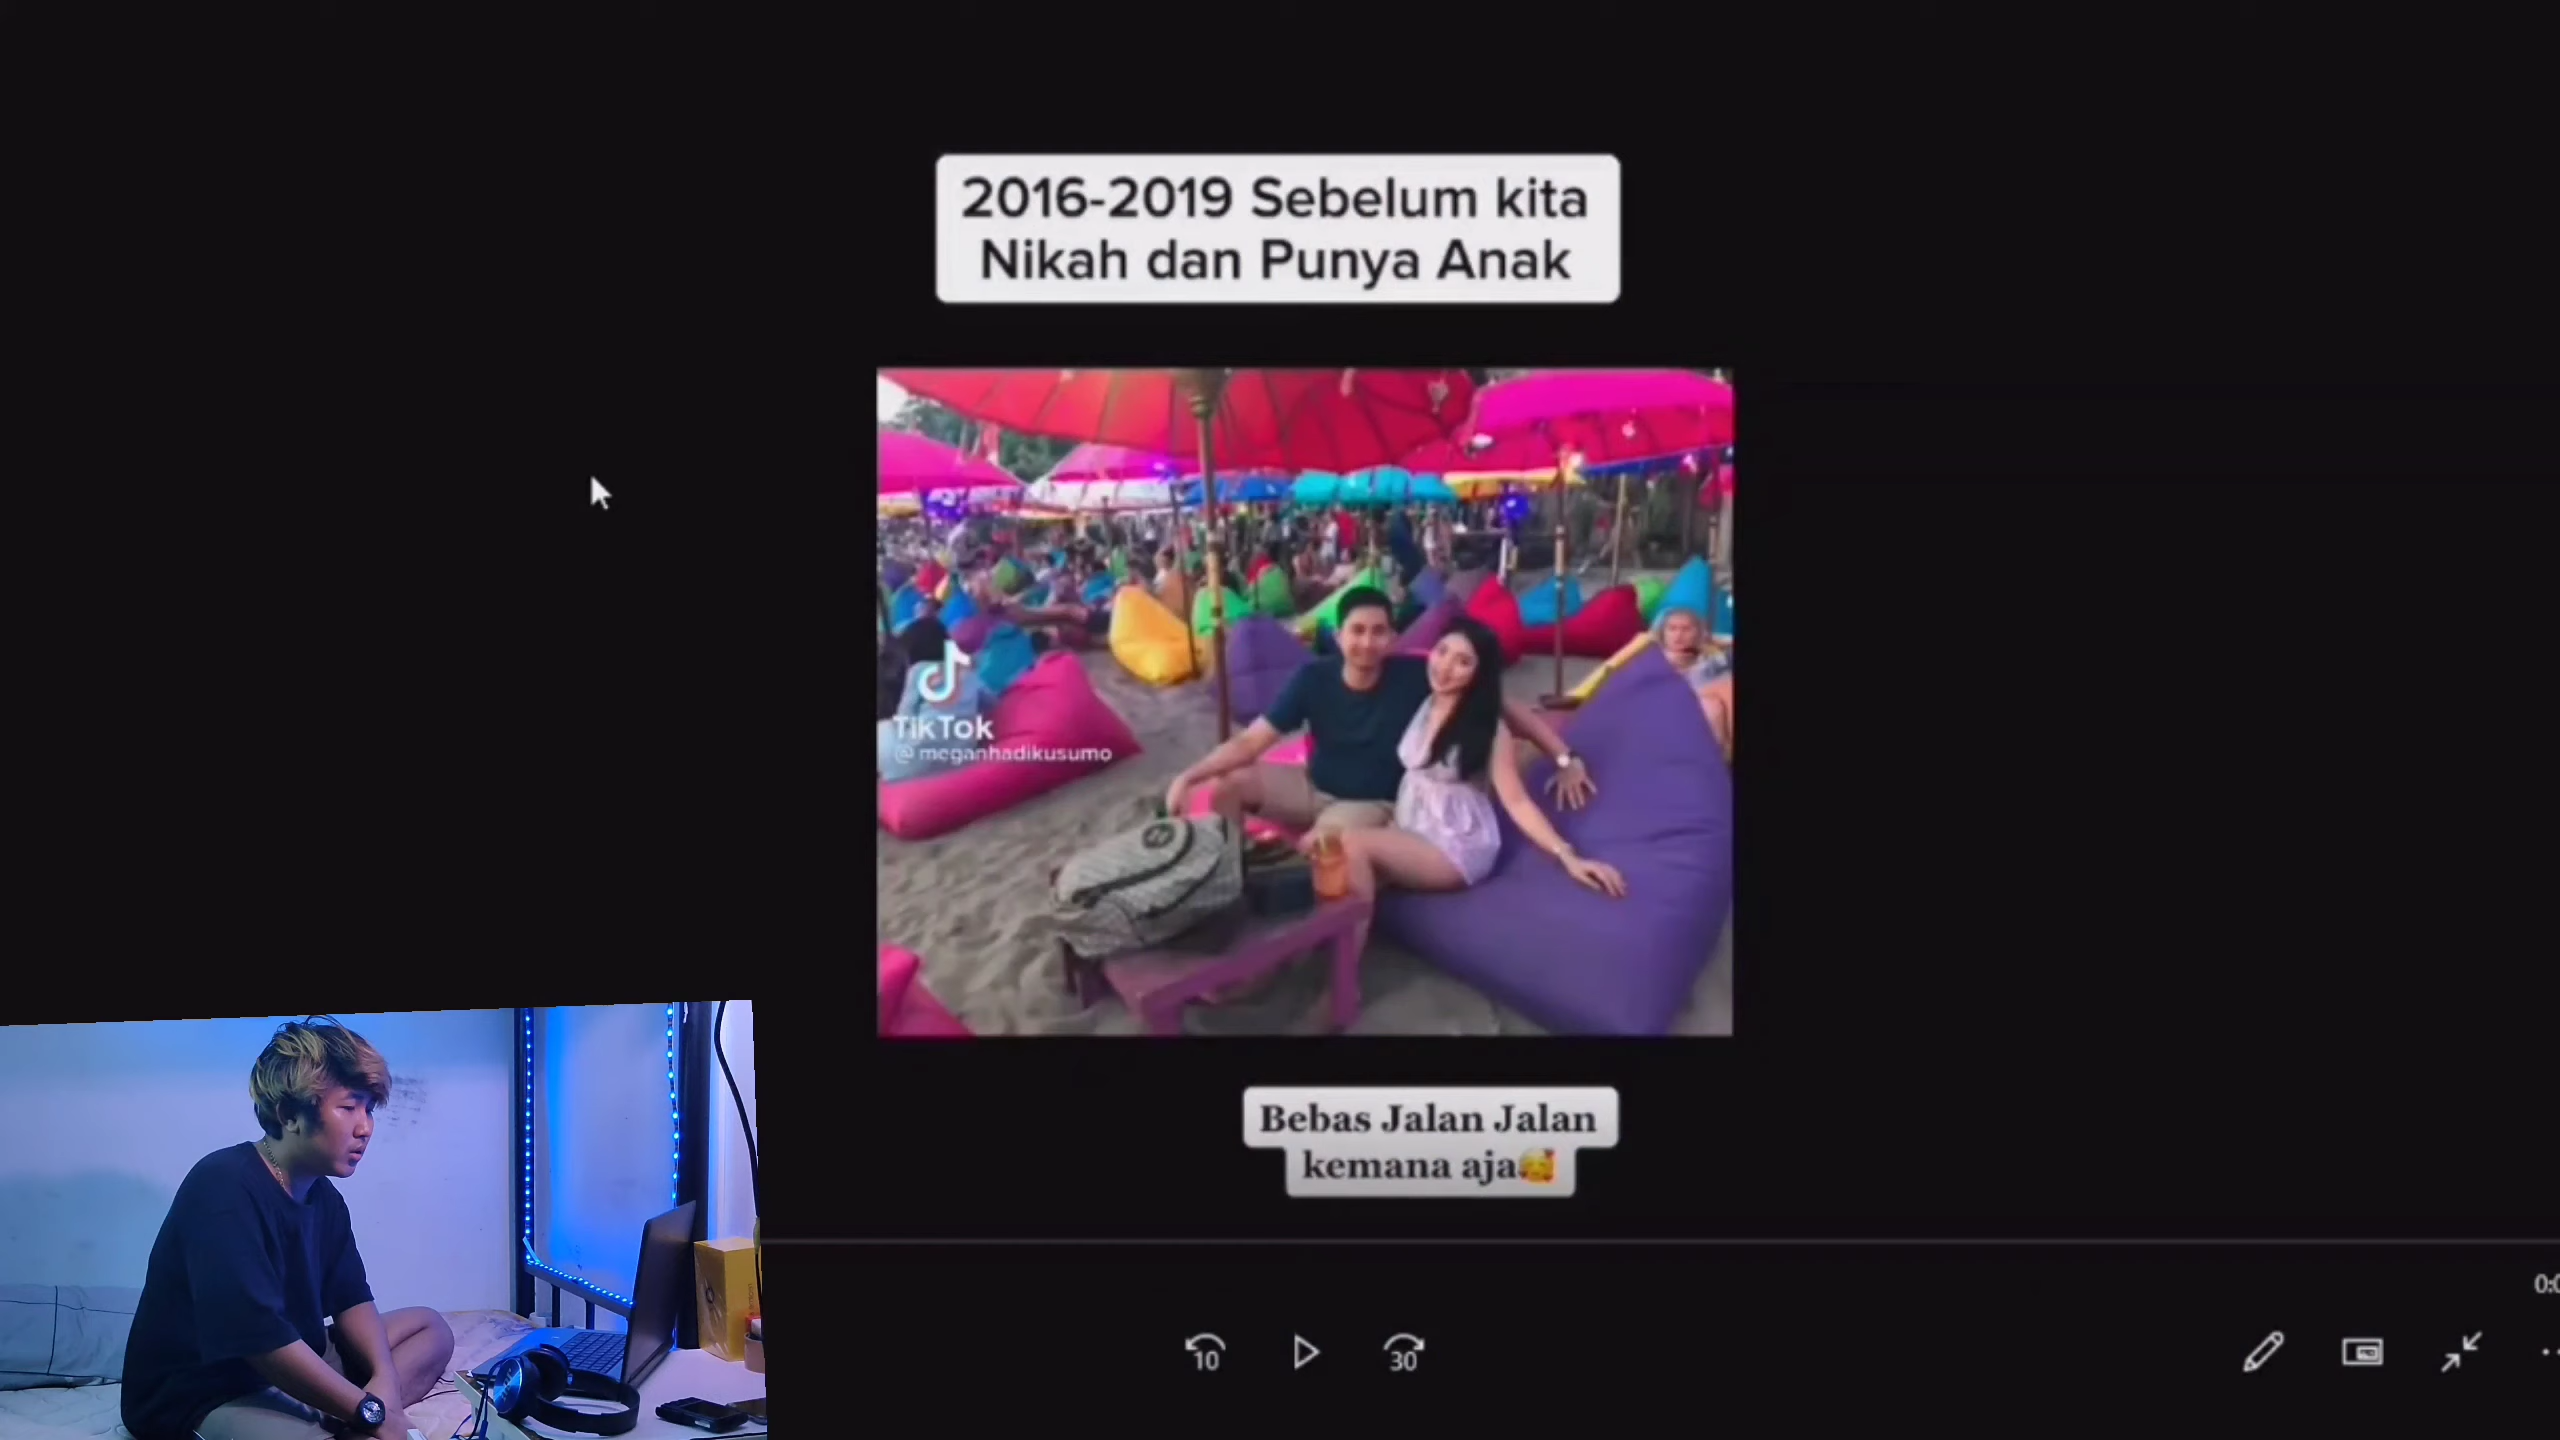 2016-2019 Sebelum kita
Nikah dan Punya Anak
TikTok
@meganhadikusumo
Bebas Jalan Jalan
kemana aja🥰
10
30